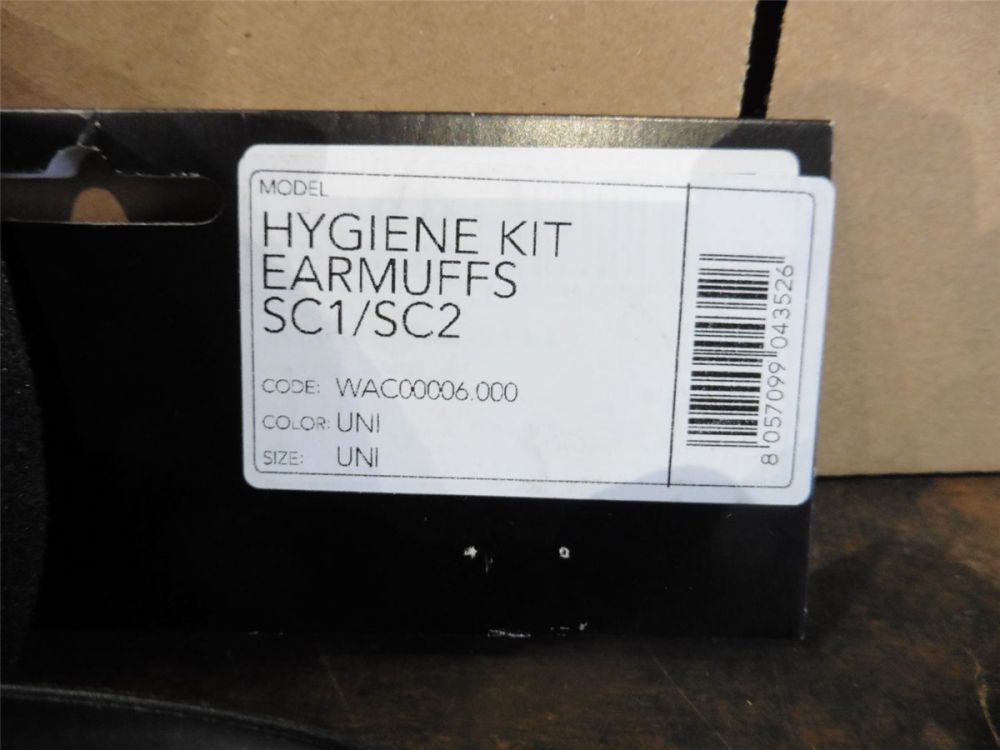 MODEL
HYGIENE KIT
EARMUFFS
SC1/SC2
CODE: WAC00006.000
COLOR: UNI
SIZE: UNI
8 057099 043526